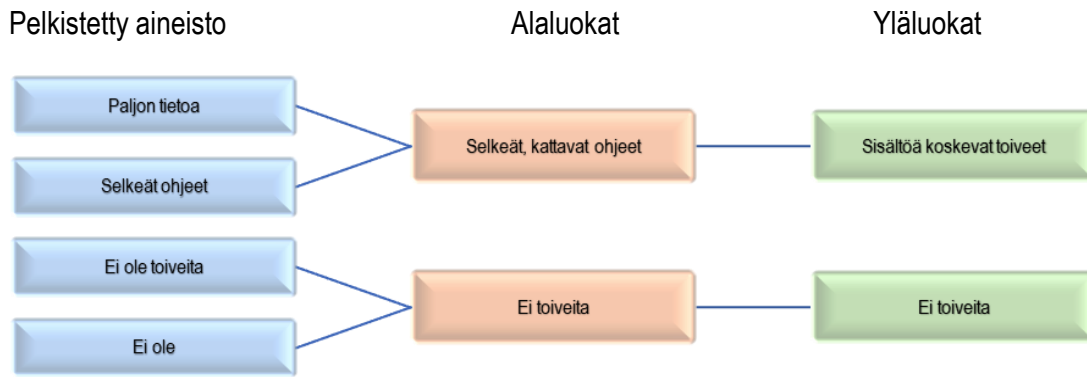 Pelkistetty aineisto
Alaluokat
Yläluokat
Paljon tietoa
Selkeät ohjeet
Selkeät, kattavat ohjeet
Sisältöä koskevat toiveet
Ei ole toiveita
Ei ole
Ei toiveita
Ei toiveita